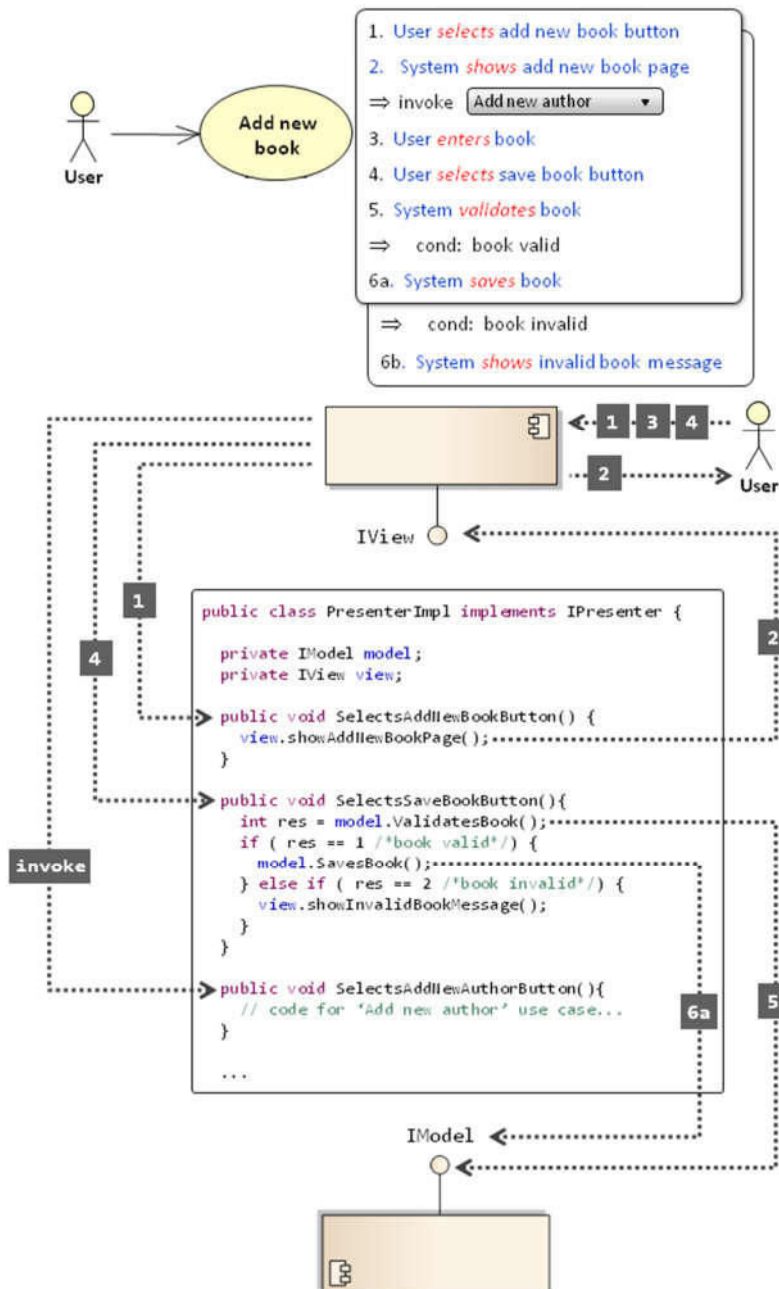 1. User selects add new book button
2. System shows add new book page
⇒ invoke Add new author ▼
3. User enters book
4. User selects save book button
5. System validates book
⇒ cond: book valid
6a. System saves book
⇒ cond: book invalid
6b. System shows invalid book message
User
Add new
book
1 3 4
2
User
IView
1
4
invoke
2
5
6a
public class PresenterImpl implements IPresenter {
private IModel model;
private IView view;
public void SelectsAddNewBookButton() {
view.showAddNewBookPage();
}
public void SelectsSaveBookButton(){
int res = model.ValidatesBook();
if ( res == 1 /*book valid*/) {
model.SavesBook();
} else if ( res == 2 /*book invalid*/) {
view.showInvalidBookMessage();
}
}
public void SelectsAddNewAuthorButton(){
// code for ‘Add new author’ use case...
}
...
IModel